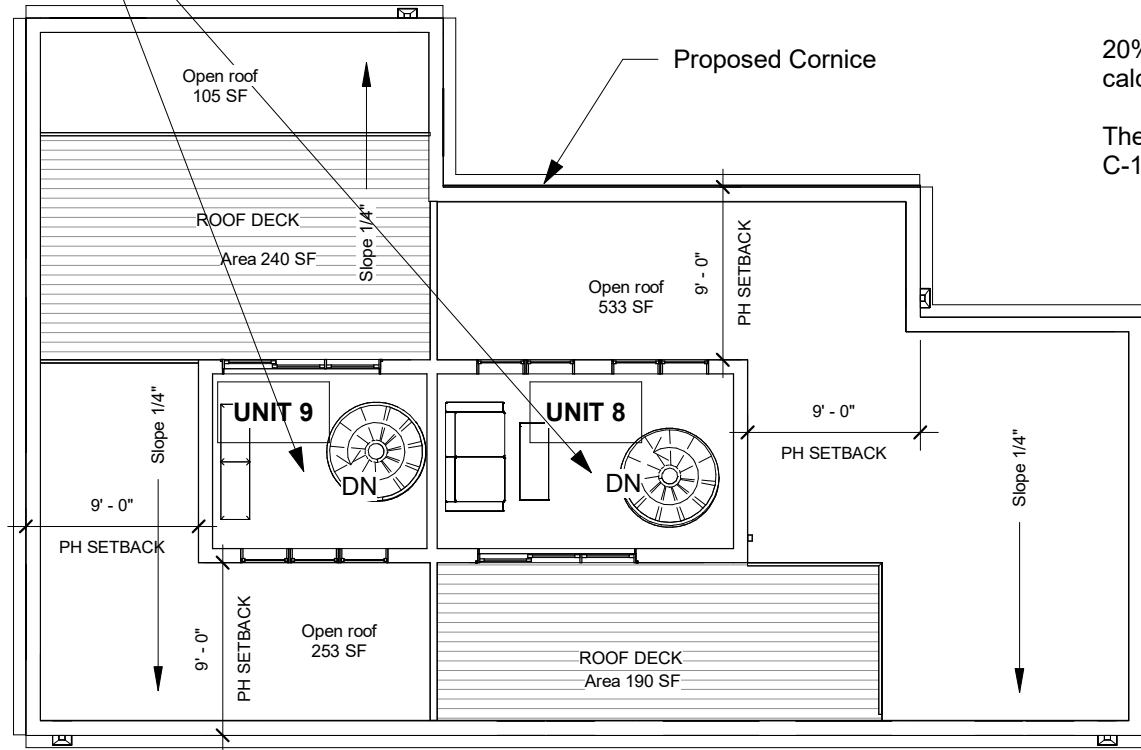 Proposed Cornice
20%
The
C-1
Open roof
105 SF
ROOF DECK
Area 240 SF
Slope 1/4"
Open roof
533 SF
9' - 0"
PH SETBACK
UNIT 9
DN
UNIT 8
DN
9' - 0"
PH SETBACK
Slope 1/4"
Slope 1/4"
9' - 0"
PH SETBACK
9' - 0"
PH SETBACK
Open roof
253 SF
ROOF DECK
Area 190 SF